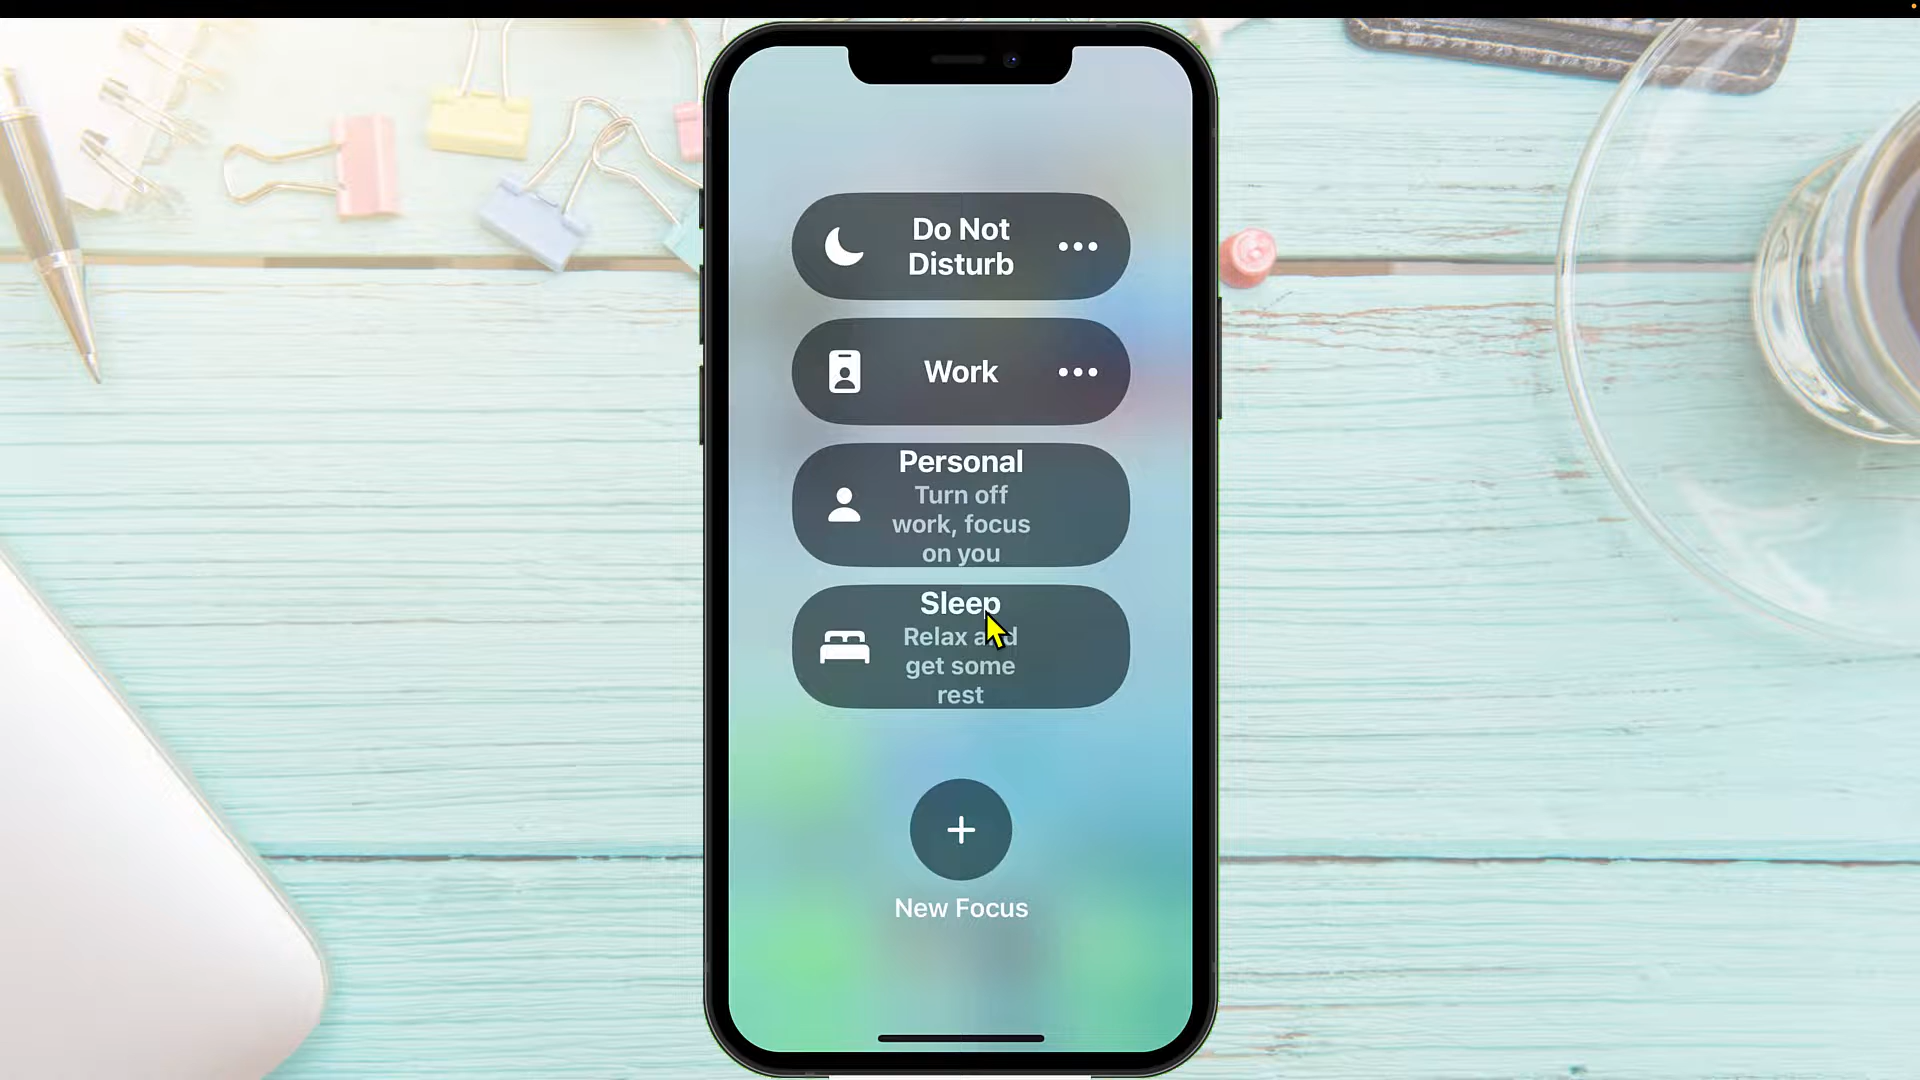 Do Not
Disturb
Work
Personal
Turn off
work, focus
on you
Sleep
Relax and
get some
rest
New Focus